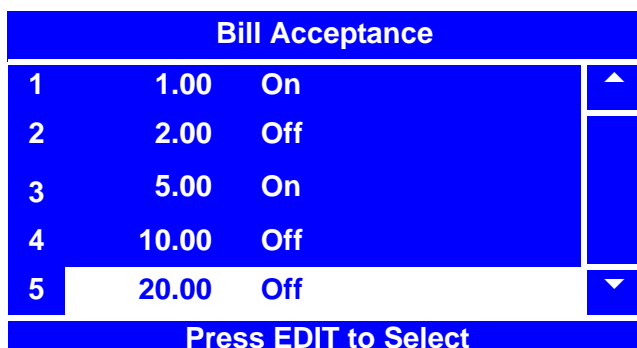 Bill Acceptance
1 1.00 On
2 2.00 Off
3 5.00 On
4 10.00 Off
5 20.00 Off
Press EDIT to Select